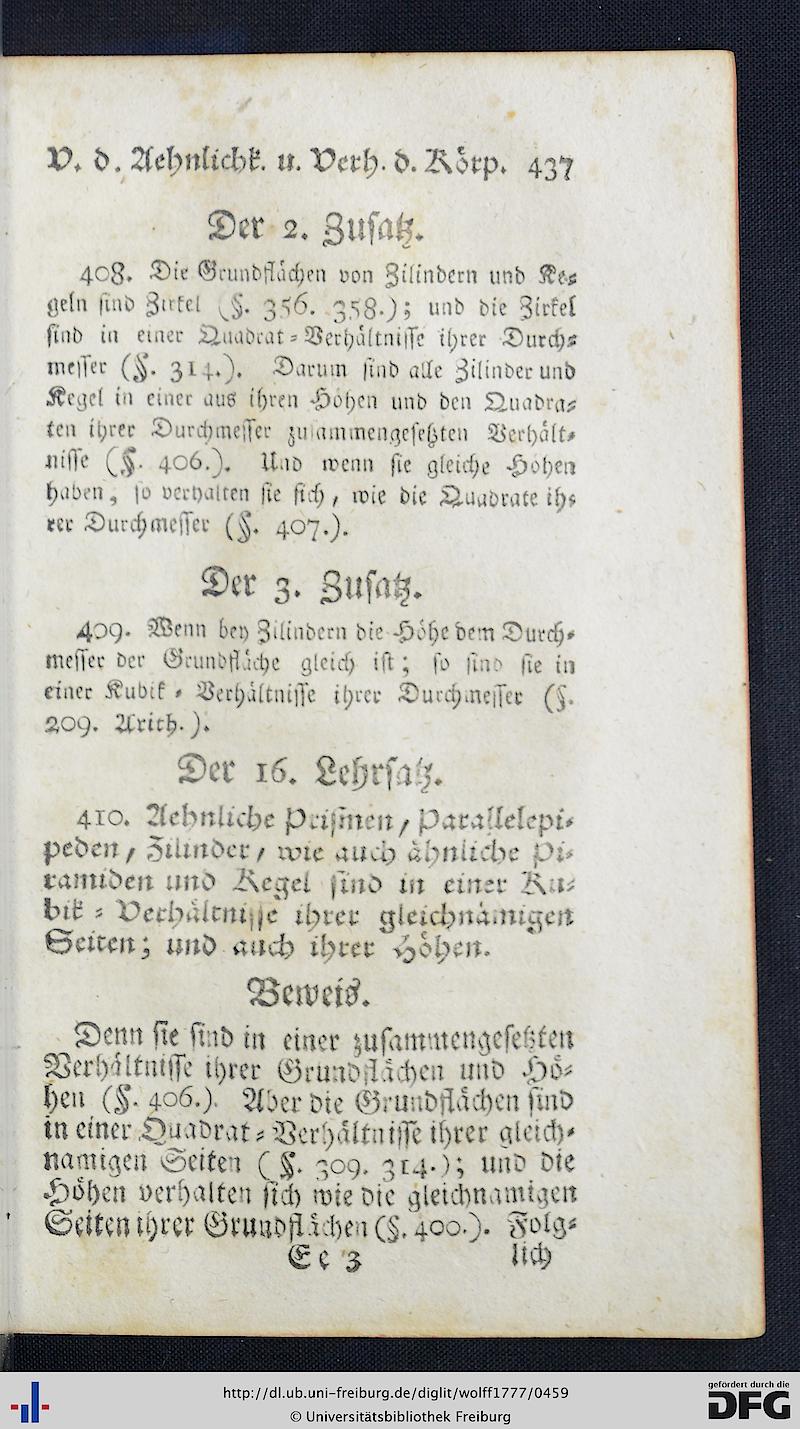 V. d. Aehnlichk. u. Verh. d. Körp. 437
Der 2. Zusatz.
408. Die Grundflächen von Zilindern und Ke-
geln sind Zirkel (§. 356. 358.); und die Zirkel
sind in einer Quadrat-Verhältnisse ihrer Durch-
messer (§. 314.). Darum sind alle Zilinder und
Kegel in einer aus ihren Höhen und den Quadra-
ten ihrer Durchmesser zusammengesetzten Verhält-
nisse (§. 406.). Und wenn sie gleiche Höhen
haben, so verhalten sie sich, wie die Quadrate ih-
rer Durchmesser (§. 407.).
Der 3. Zusatz.
409. Wenn bey Zilindern die Höhe dem Durch-
messer der Grundfläche gleich ist; so sind sie in
einer Kubik-Verhältnisse ihrer Durchmesser (§.
209. Arith.).
Der 16. Lehrsatz.
410. Aehnliche Prismen, Parallelepi-
peden, Zilinder, wie auch ähnliche Pi-
ramiden und Kegel sind in einer Ku-
bik-Verhältnisse ihrer gleichnamigen
Seiten; und auch ihrer Höhen.
Beweis.
Denn sie sind in einer zusammengesetzten
Verhältnisse ihrer Grundflächen und Hö-
hen (§. 406.). Aber die Grundflächen sind
in einer Quadrat-Verhältnisse ihrer gleich-
namigen Seiten (§. 309. 314.); und die
Höhen verhalten sich wie die gleichnamigen
Seiten ihrer Grundflächen (§. 400.). Folg-
Ee 3 lich
http://dl.ub.uni-freiburg.de/diglit/wolff1777/0459
© Universitätsbibliothek Freiburg
gefördert durch die
DFG